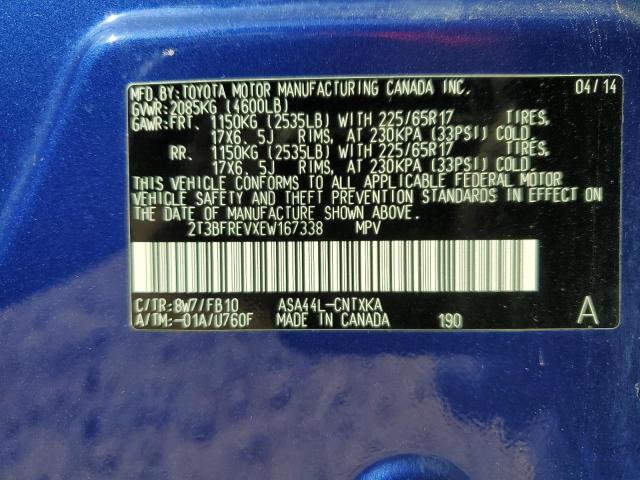 MFD.BY:TOYOTA MOTOR MANUFACTURING CANADA INC. 04/14
GVWR:2085KG (4600LB)
GAWR:FRT. 1150KG (2535LB) WITH 225/65R17 TIRES,
17X6. 5J RIMS, AT 230KPA (33PSI) COLD.
RR. 1150KG (2535LB) WITH 225/65R17 TIRES,
17X6. 5J RIMS, AT 230KPA (33PSI) COLD.
THIS VEHICLE CONFORMS TO ALL APPLICABLE FEDERAL MOTOR
VEHICLE SAFETY AND THEFT PREVENTION STANDARDS IN EFFECT ON
THE DATE OF MANUFACTURE SHOWN ABOVE.
2T3BFREVXEW167338 MPV
C/TR:8W7/FB10 ASA44L-CNTXKA
A/TM:-01A/U760F MADE IN CANADA 190 A